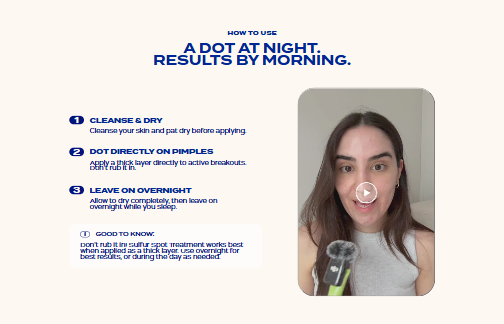 HOW TO USE
A DOT AT NIGHT.
RESULTS BY MORNING.
1 CLEANSE & DRY
Cleanse your skin and pat dry before applying.
2 DOT DIRECTLY ON PIMPLES
Apply a thick layer directly to active breakouts.
Don't rub it in.
3 LEAVE ON OVERNIGHT
Allow to dry completely, then leave on
overnight while you sleep.
i GOOD TO KNOW:
Don't rub it in! Sulfur Spot Treatment works best
when applied as a thick layer. Use overnight for
best results, or during the day as needed.